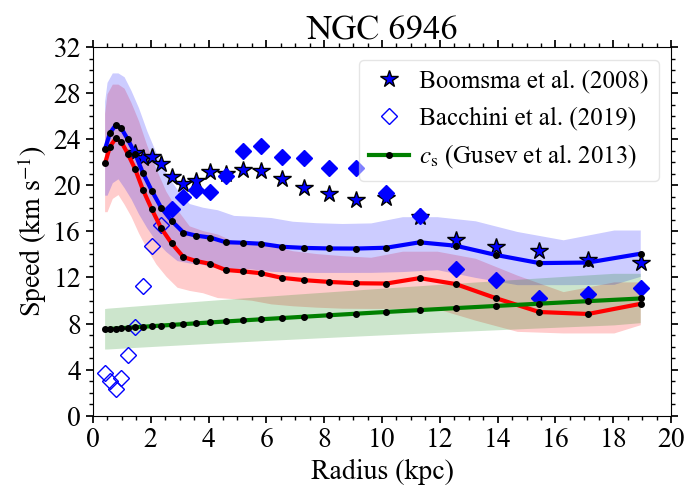 NGC 6946
32
28
24
20
16
12
8
4
0
Speed (km s⁻¹)
Boomsma et al. (2008)
Bacchini et al. (2019)
cₛ (Gusev et al. 2013)
0 2 4 6 8 10 12 14 16 18 20
Radius (kpc)